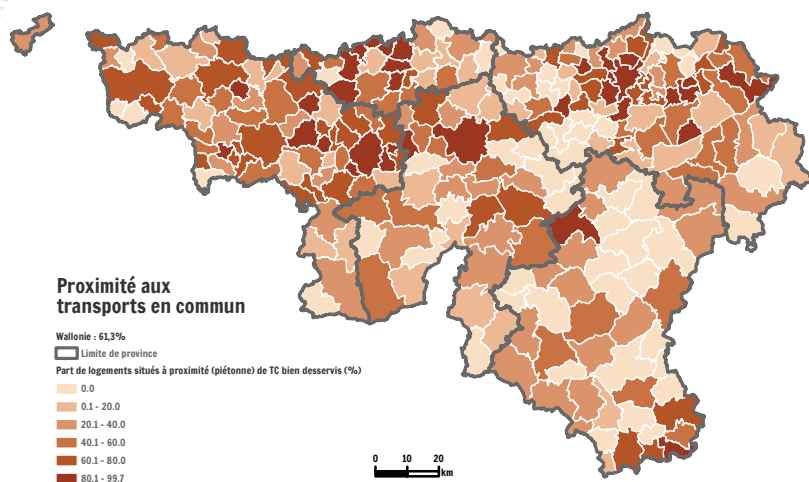 Proximité aux
transports en commun
Wallonie : 61,3%
Limite de province
Part de logements situés à proximité (piétonne) de TC bien desservis (%)
0.0
0.1 - 20.0
20.1 - 40.0
40.1 - 60.0
60.1 - 80.0
80.1 - 99.7
0 10 20
km